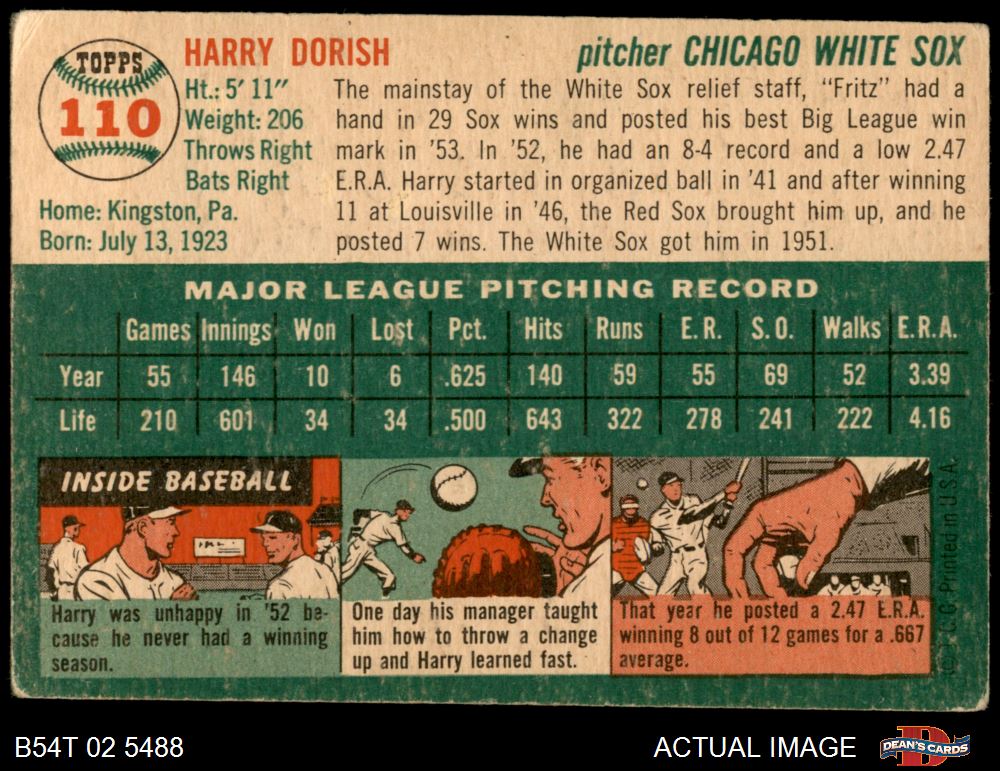 TOPPS
110
HARRY DORISH
pitcher CHICAGO WHITE SOX
Ht.: 5' 11"
Weight: 206
Throws Right
Bats Right
Home: Kingston, Pa.
Born: July 13, 1923
The mainstay of the White Sox relief staff, "Fritz" had a
hand in 29 Sox wins and posted his best Big League win
mark in '53. In '52, he had an 8-4 record and a low 2.47
E.R.A. Harry started in organized ball in '41 and after winning
11 at Louisville in '46, the Red Sox brought him up, and he
posted 7 wins. The White Sox got him in 1951.
MAJOR LEAGUE PITCHING RECORD
Games Innings Won Lost Pct. Hits Runs E.R. S.O. Walks E.R.A.
Year 55 146 10 6 .625 140 59 55 69 52 3.39
Life 210 601 34 34 .500 643 322 278 241 222 4.16
INSIDE BASEBALL
Harry was unhappy in '52 be-
cause he never had a winning
season.
One day his manager taught
him how to throw a change
up and Harry learned fast.
That year he posted a 2.47 E.R.A.
winning 8 out of 12 games for a .667
average.
T.C.G. Printed in U.S.A.
B54T 02 5488
ACTUAL IMAGE
DEAN'S CARDS